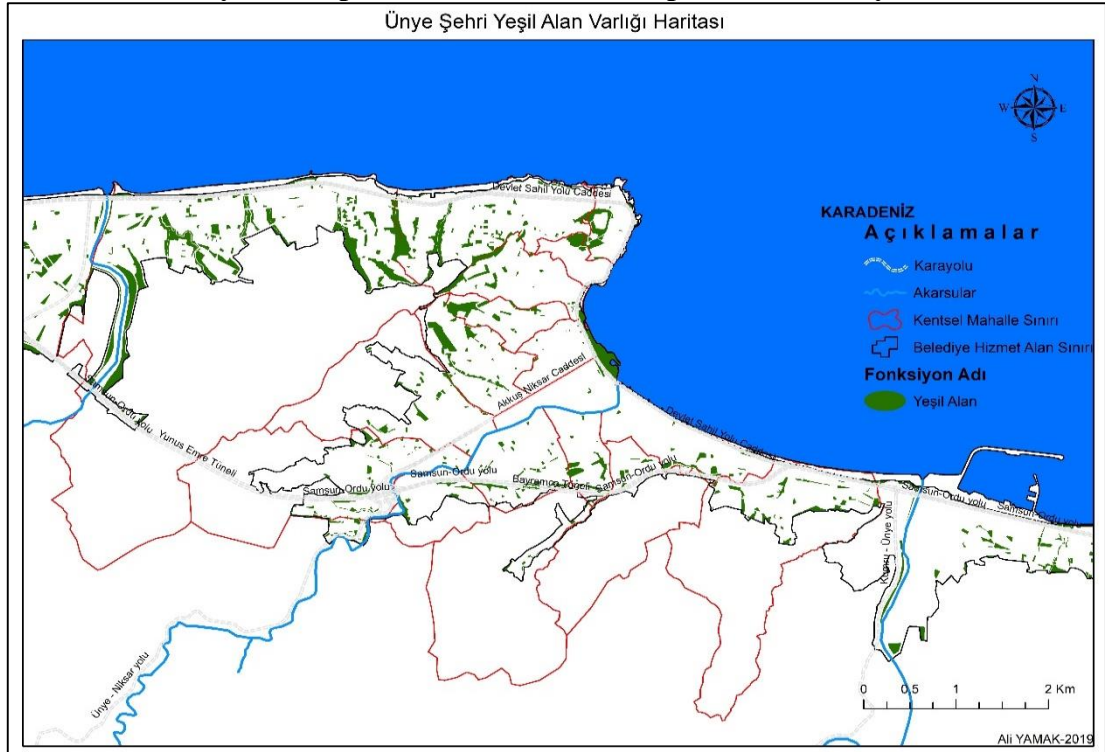 Ünye Şehri Yeşil Alan Varlığı Haritası
N
W E
S
Devlet Sahil Yolu Caddesi
KARADENİZ
Açıklamalar
Karayolu
Akarsular
Kentsel Mahalle Sınırı
Belediye Hizmet Alan Sınırı
Fonksiyon Adı
Yeşil Alan
Akkuş Niksar Caddesi
Samsun-Ordu yolu
Yunus Emre Tüneli
Devlet Sahil Yolu Caddesi
Samsun-Ordu yolu
Samsun-Ordu yolu
Bayramca Tüneli
Samsun-Ordu yolu
Samsun-Ordu yolu
Samsun-Ordu yolu
Ünye yolu
Ünye - Niksar yolu
0 0,5 1 2 Km
Ali YAMAK-2019